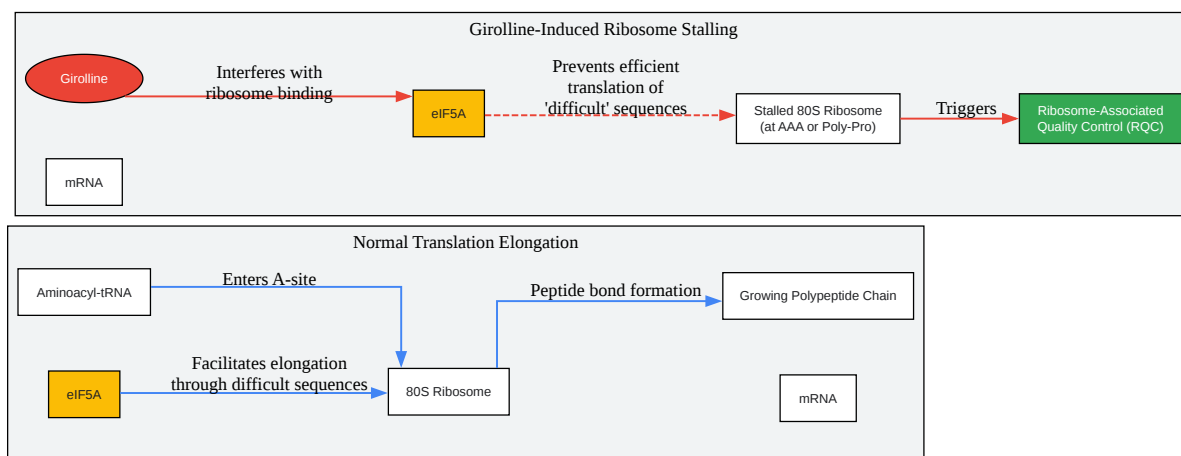 Girolline-Induced Ribosome Stalling
Girolline
Interferes with
ribosome binding
eIF5A
Prevents efficient
translation of
'difficult' sequences
Stalled 80S Ribosome
(at AAA or Poly-Pro)
Triggers
Ribosome-Associated
Quality Control (RQC)
mRNA
Normal Translation Elongation
Aminoacyl-tRNA
Enters A-site
Peptide bond formation
Growing Polypeptide Chain
eIF5A
Facilitates elongation
through difficult sequences
80S Ribosome
mRNA